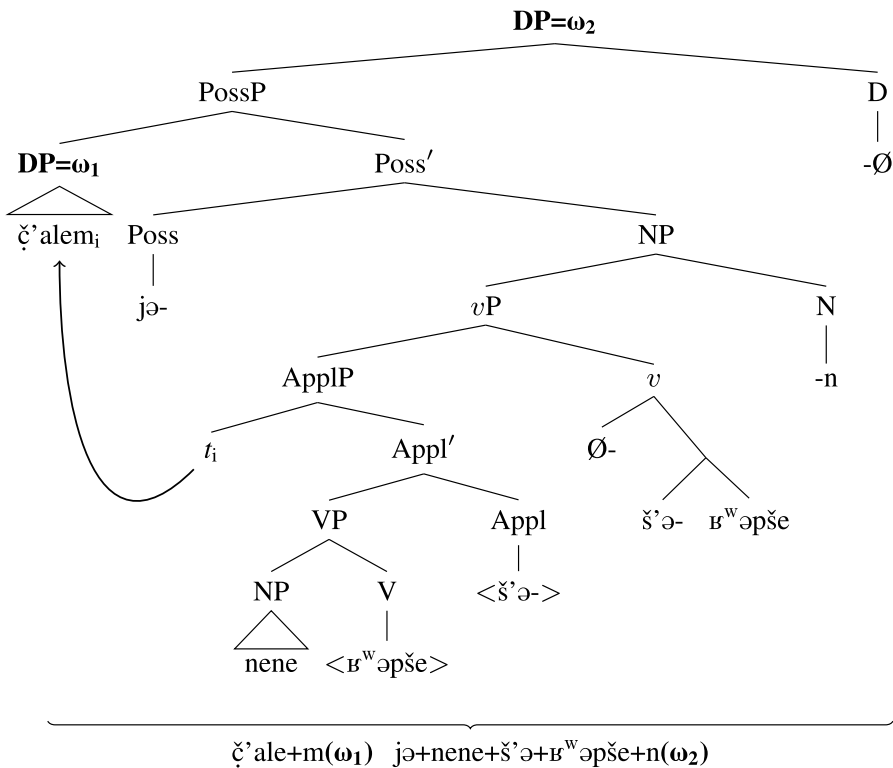 DP=ω₂
PossP D
DP=ω₁ Poss′ -Ø
č̣’alemᵢ Poss NP
jə- vP N
ApplP v -n
tᵢ Appl′ Ø-
VP Appl š’ə- ʁʷəpše
NP V <š’ə->
nene <ʁʷəpše>
č̣’ale+m(ω₁) jə+nene+š’ə+ʁʷəpše+n(ω₂)